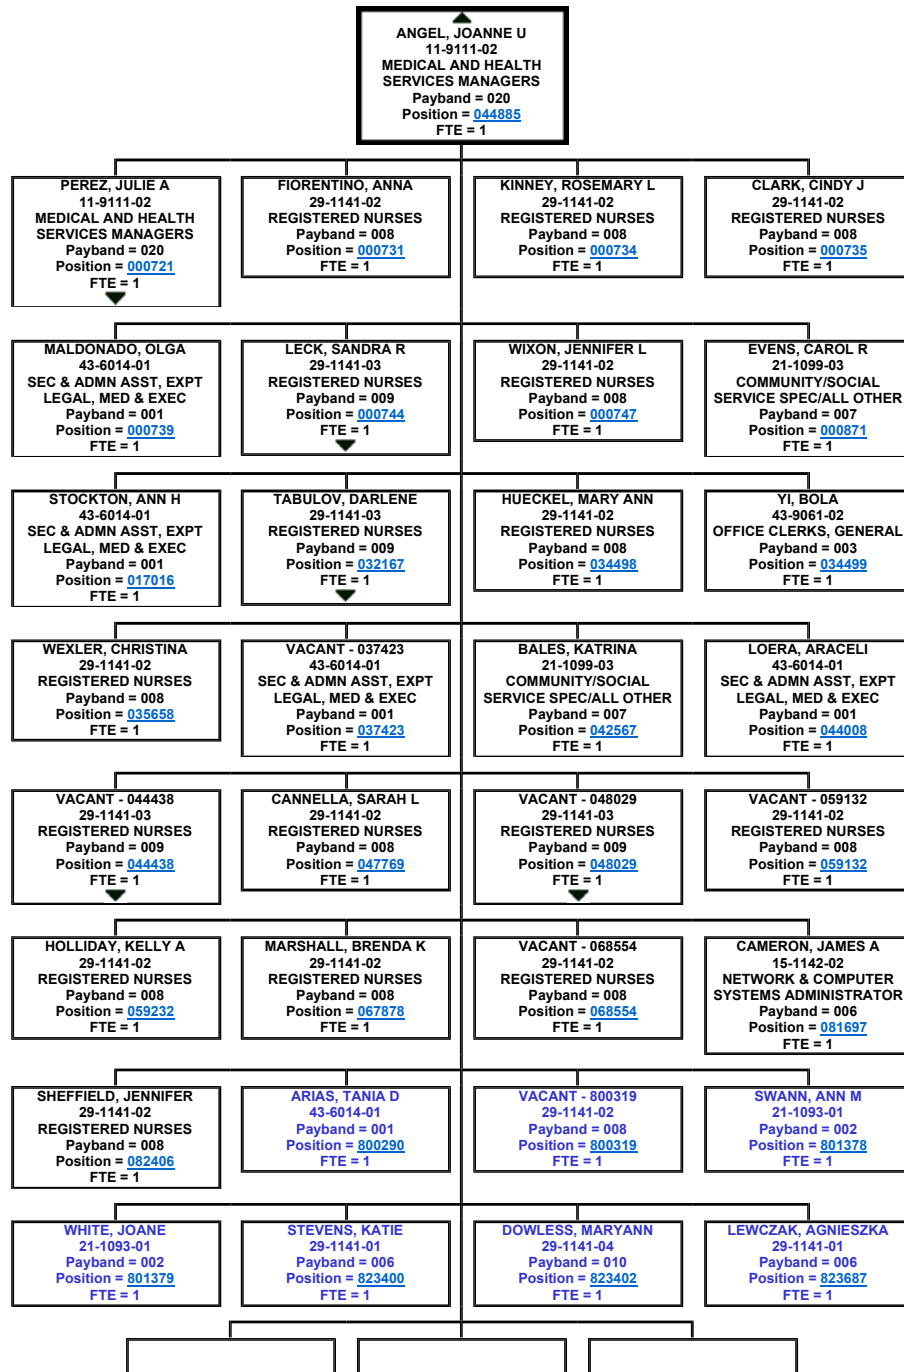 ANGEL, JOANNE U
11-9111-02
MEDICAL AND HEALTH
SERVICES MANAGERS
Payband = 020
Position = 044885
FTE = 1
PEREZ, JULIE A
11-9111-02
MEDICAL AND HEALTH
SERVICES MANAGERS
Payband = 020
Position = 000721
FTE = 1
FIORENTINO, ANNA
29-1141-02
REGISTERED NURSES
Payband = 008
Position = 000731
FTE = 1
KINNEY, ROSEMARY L
29-1141-02
REGISTERED NURSES
Payband = 008
Position = 000734
FTE = 1
CLARK, CINDY J
29-1141-02
REGISTERED NURSES
Payband = 008
Position = 000735
FTE = 1
MALDONADO, OLGA
43-6014-01
SEC & ADMN ASST, EXPT
LEGAL, MED & EXEC
Payband = 001
Position = 000739
FTE = 1
LECK, SANDRA R
29-1141-03
REGISTERED NURSES
Payband = 009
Position = 000744
FTE = 1
WIXON, JENNIFER L
29-1141-02
REGISTERED NURSES
Payband = 008
Position = 000747
FTE = 1
EVENS, CAROL R
21-1099-03
COMMUNITY/SOCIAL
SERVICE SPEC/ALL OTHER
Payband = 007
Position = 000871
FTE = 1
STOCKTON, ANN H
43-6014-01
SEC & ADMN ASST, EXPT
LEGAL, MED & EXEC
Payband = 001
Position = 017016
FTE = 1
TABULOV, DARLENE
29-1141-03
REGISTERED NURSES
Payband = 009
Position = 032167
FTE = 1
HUECKEL, MARY ANN
29-1141-02
REGISTERED NURSES
Payband = 008
Position = 034498
FTE = 1
YI, BOLA
43-9061-02
OFFICE CLERKS, GENERAL
Payband = 003
Position = 034499
FTE = 1
WEXLER, CHRISTINA
29-1141-02
REGISTERED NURSES
Payband = 008
Position = 035658
FTE = 1
VACANT - 037423
43-6014-01
SEC & ADMN ASST, EXPT
LEGAL, MED & EXEC
Payband = 001
Position = 037423
FTE = 1
BALES, KATRINA
21-1099-03
COMMUNITY/SOCIAL
SERVICE SPEC/ALL OTHER
Payband = 007
Position = 042567
FTE = 1
LOERA, ARACELI
43-6014-01
SEC & ADMN ASST, EXPT
LEGAL, MED & EXEC
Payband = 001
Position = 044008
FTE = 1
VACANT - 044438
29-1141-03
REGISTERED NURSES
Payband = 009
Position = 044438
FTE = 1
CANNELLA, SARAH L
29-1141-02
REGISTERED NURSES
Payband = 008
Position = 047769
FTE = 1
VACANT - 048029
29-1141-03
REGISTERED NURSES
Payband = 009
Position = 048029
FTE = 1
VACANT - 059132
29-1141-02
REGISTERED NURSES
Payband = 008
Position = 059132
FTE = 1
HOLLIDAY, KELLY A
29-1141-02
REGISTERED NURSES
Payband = 008
Position = 059232
FTE = 1
MARSHALL, BRENDA K
29-1141-02
REGISTERED NURSES
Payband = 008
Position = 067878
FTE = 1
VACANT - 068554
29-1141-02
REGISTERED NURSES
Payband = 008
Position = 068554
FTE = 1
CAMERON, JAMES A
15-1142-02
NETWORK & COMPUTER
SYSTEMS ADMINISTRATOR
Payband = 006
Position = 081697
FTE = 1
SHEFFIELD, JENNIFER
29-1141-02
REGISTERED NURSES
Payband = 008
Position = 082406
FTE = 1
ARIAS, TANIA D
43-6014-01
Payband = 001
Position = 800290
FTE = 1
VACANT - 800319
29-1141-02
Payband = 008
Position = 800319
FTE = 1
SWANN, ANN M
21-1093-01
Payband = 002
Position = 801378
FTE = 1
WHITE, JOANE
21-1093-01
Payband = 002
Position = 801379
FTE = 1
STEVENS, KATIE
29-1141-01
Payband = 006
Position = 823400
FTE = 1
DOWLESS, MARYANN
29-1141-04
Payband = 010
Position = 823402
FTE = 1
LEWCZAK, AGNIESZKA
29-1141-01
Payband = 006
Position = 823687
FTE = 1